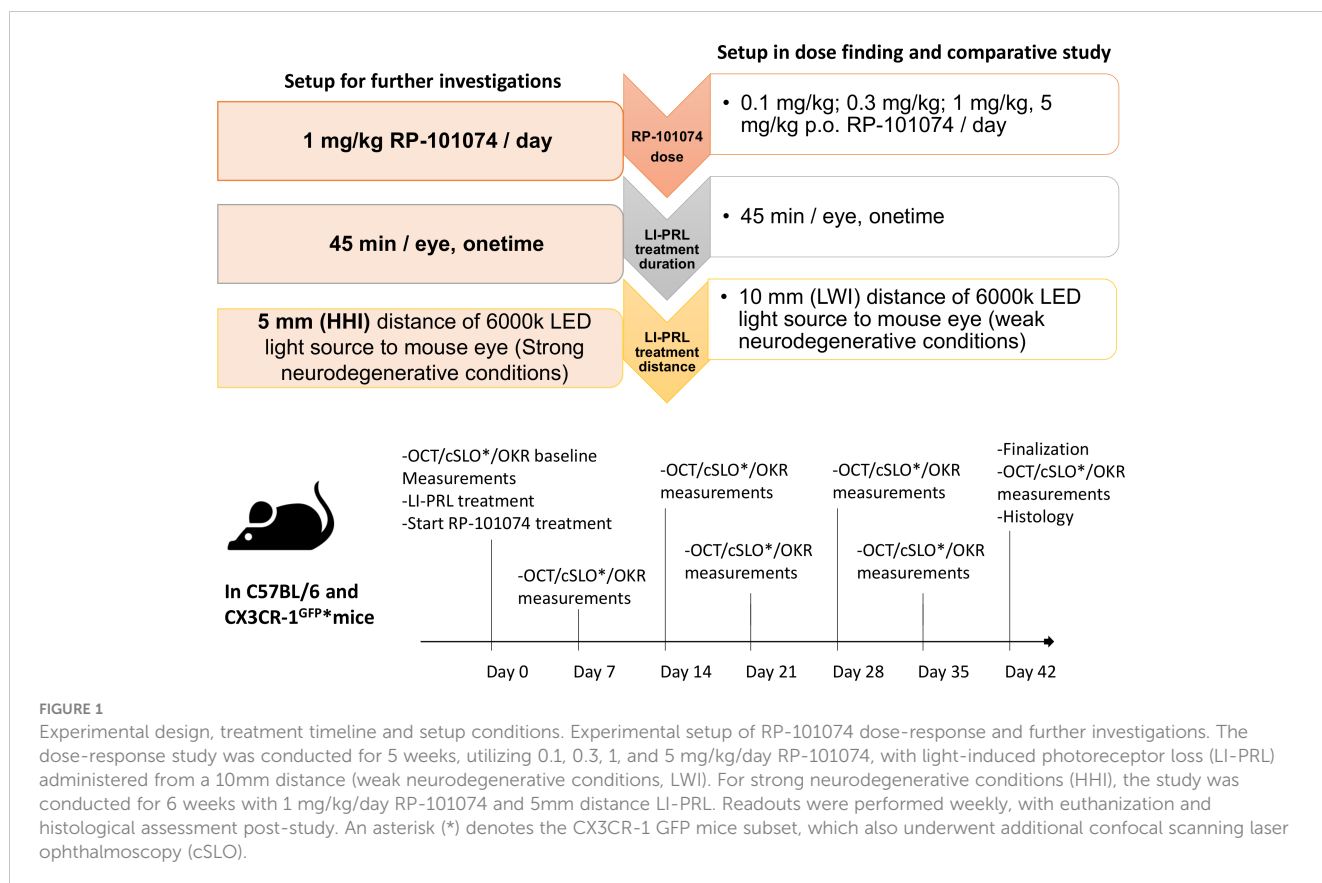 Setup for further investigations
Setup in dose finding and comparative study
1 mg/kg RP-101074 / day
RP-101074
dose
• 0.1 mg/kg; 0.3 mg/kg; 1 mg/kg, 5
mg/kg p.o. RP-101074 / day
45 min / eye, onetime
LI-PRL
treatment
duration
• 45 min / eye, onetime
5 mm (HHI) distance of 6000k LED
light source to mouse eye (Strong
neurodegenerative conditions)
LI-PRL
treatment
distance
• 10 mm (LWI) distance of 6000k LED
light source to mouse eye (weak
neurodegenerative conditions)
-OCT/cSLO*/OKR baseline
Measurements
-LI-PRL treatment
-Start RP-101074 treatment
-OCT/cSLO*/OKR
measurements
-OCT/cSLO*/OKR
measurements
-OCT/cSLO*/OKR
measurements
-OCT/cSLO*/OKR
measurements
-OCT/cSLO*/OKR
measurements
-Finalization
-OCT/cSLO*/OKR
measurements
-Histology
In C57BL/6 and
CX3CR-1GFP*mice
Day 0
Day 7
Day 14
Day 21
Day 28
Day 35
Day 42
FIGURE 1
Experimental design, treatment timeline and setup conditions. Experimental setup of RP-101074 dose-response and further investigations. The
dose-response study was conducted for 5 weeks, utilizing 0.1, 0.3, 1, and 5 mg/kg/day RP-101074, with light-induced photoreceptor loss (LI-PRL)
administered from a 10mm distance (weak neurodegenerative conditions, LWI). For strong neurodegenerative conditions (HHI), the study was
conducted for 6 weeks with 1 mg/kg/day RP-101074 and 5mm distance LI-PRL. Readouts were performed weekly, with euthanization and
histological assessment post-study. An asterisk (*) denotes the CX3CR-1 GFP mice subset, which also underwent additional confocal scanning laser
ophthalmoscopy (cSLO).